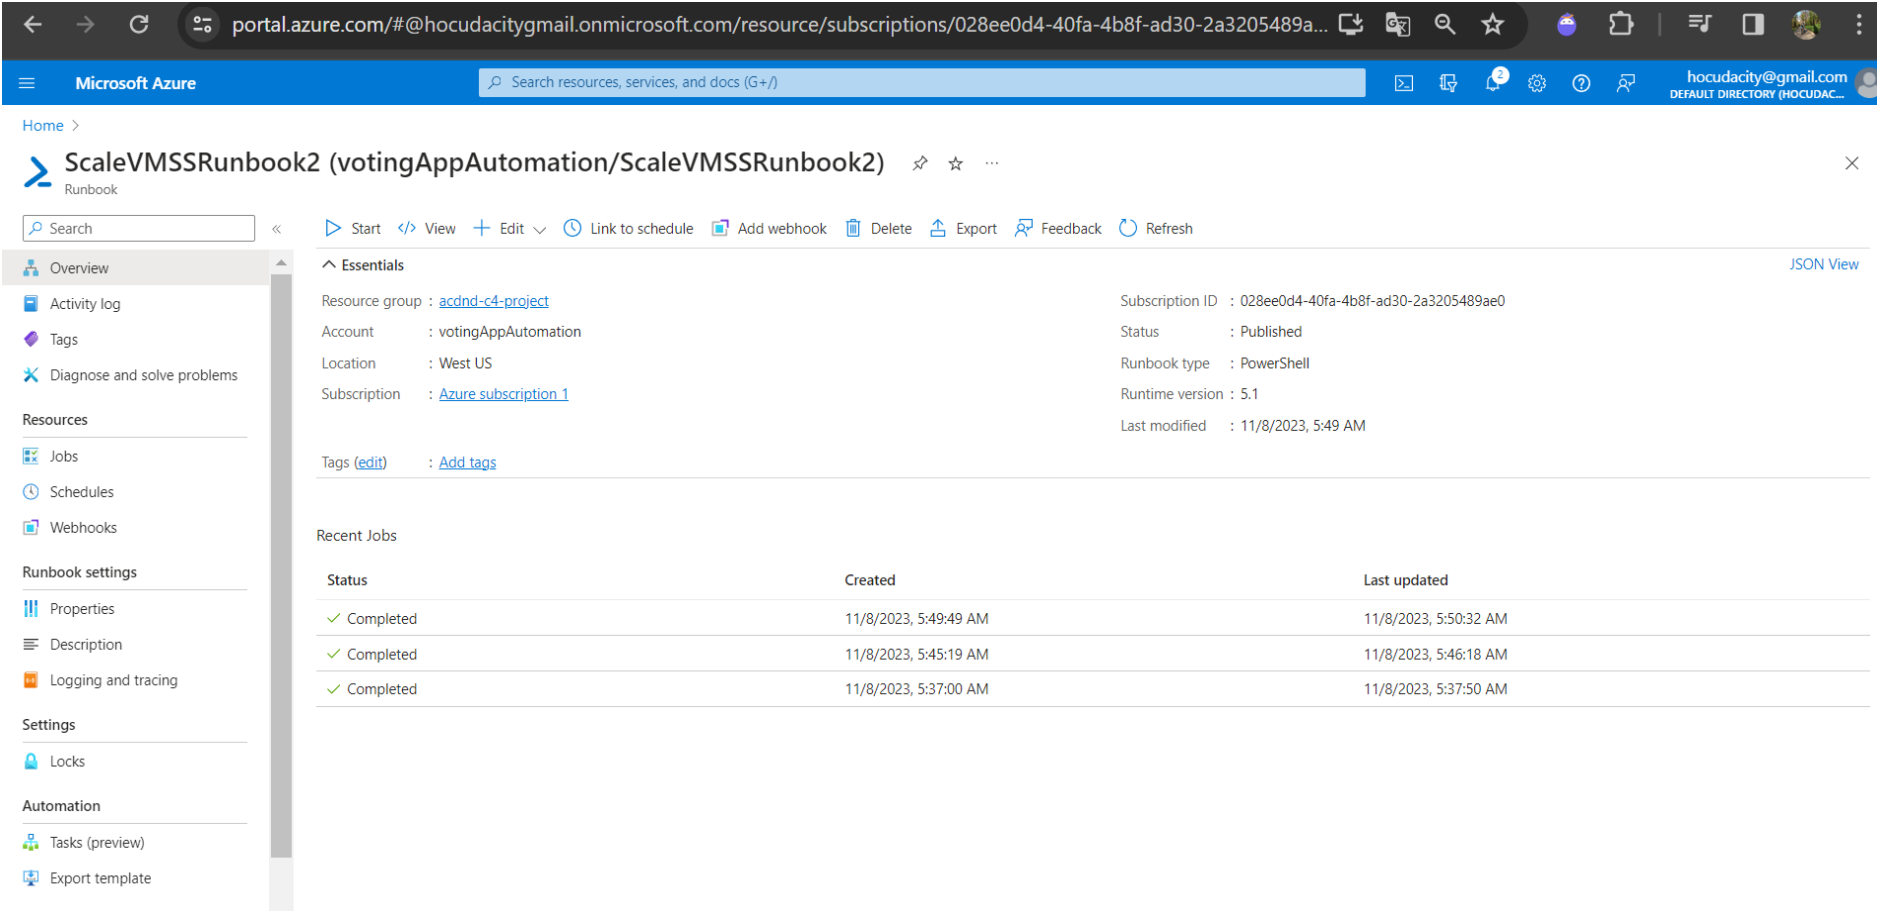 portal.azure.com/#@hocudacitygmail.onmicrosoft.com/resource/subscriptions/028ee0d4-40fa-4b8f-ad30-2a3205489a...
Microsoft Azure
Search resources, services, and docs (G+/)
2
hocudacity@gmail.com
DEFAULT DIRECTORY (HOCUDAC...
Home >
ScaleVMSSRunbook2 (votingAppAutomation/ScaleVMSSRunbook2)
...
Runbook
Search
«
Overview
Activity log
Tags
Diagnose and solve problems
Resources
Jobs
Schedules
Webhooks
Runbook settings
Properties
Description
Logging and tracing
Settings
Locks
Automation
Tasks (preview)
Export template
Start View Edit Link to schedule Add webhook Delete Export Feedback Refresh
Essentials
JSON View
Resource group : acdnd-c4-project
Account : votingAppAutomation
Location : West US
Subscription : Azure subscription 1
Subscription ID : 028ee0d4-40fa-4b8f-ad30-2a3205489ae0
Status : Published
Runbook type : PowerShell
Runtime version : 5.1
Last modified : 11/8/2023, 5:49 AM
Tags (edit) : Add tags
Recent Jobs
Status Created Last updated
Completed 11/8/2023, 5:49:49 AM 11/8/2023, 5:50:32 AM
Completed 11/8/2023, 5:45:19 AM 11/8/2023, 5:46:18 AM
Completed 11/8/2023, 5:37:00 AM 11/8/2023, 5:37:50 AM